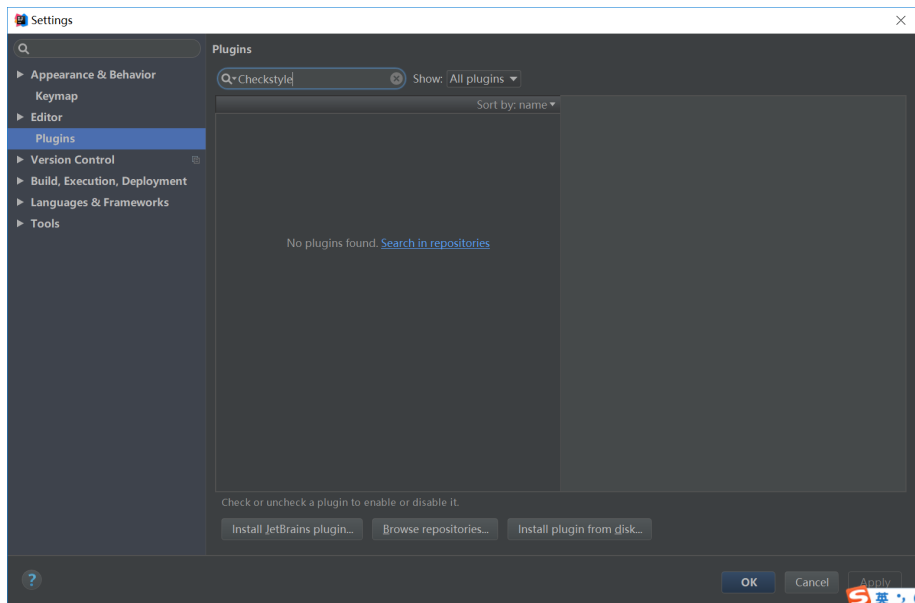 Settings
Plugins
Appearance & Behavior
Keymap
Editor
Plugins
Version Control
Build, Execution, Deployment
Languages & Frameworks
Tools
Checkstyle
Show: All plugins
Sort by: name
No plugins found. Search in repositories
Check or uncheck a plugin to enable or disable it.
Install JetBrains plugin...
Browse repositories...
Install plugin from disk...
?
OK
Cancel
Apply
S 英